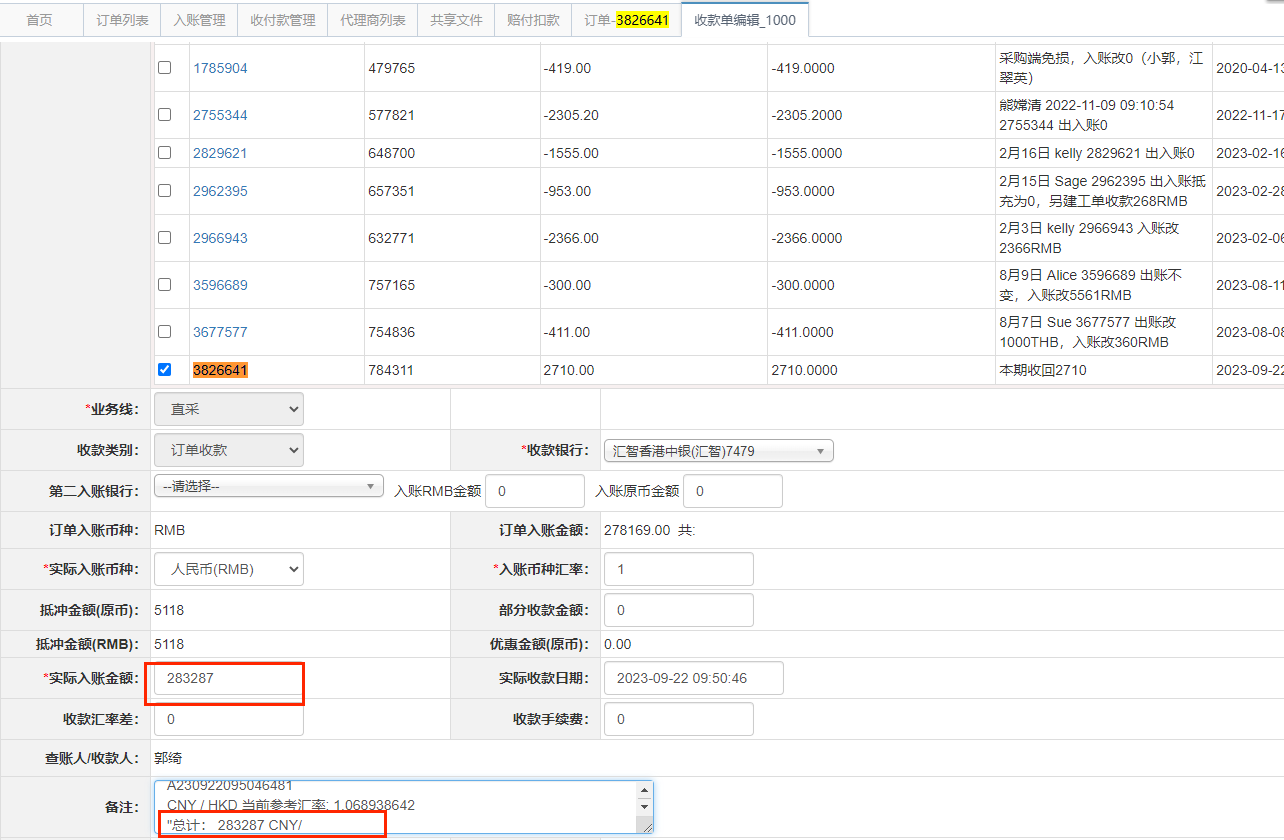 首页 订单列表 入账管理 收付款管理 代理商列表 共享文件 赔付扣款 订单-3826641 收款单编辑_1000
1785904 479765 -419.00 -419.0000 采购端免损，入账改0（小郭，江翠英） 2020-04-13
2755344 577821 -2305.20 -2305.2000 熊嫦清 2022-11-09 09:10:54 2755344 出入账0 2022-11-17
2829621 648700 -1555.00 -1555.0000 2月16日 kelly 2829621 出入账0 2023-02-16
2962395 657351 -953.00 -953.0000 2月15日 Sage 2962395 出入账抵充为0，另建工单收款268RMB 2023-02-28
2966943 632771 -2366.00 -2366.0000 2月3日 kelly 2966943 入账改2366RMB 2023-02-06
3596689 757165 -300.00 -300.0000 8月9日 Alice 3596689 出账不变，入账改5561RMB 2023-08-11
3677577 754836 -411.00 -411.0000 8月7日 Sue 3677577 出账改1000THB，入账改360RMB 2023-08-08
3826641 784311 2710.00 2710.0000 本期收回2710 2023-09-22
*业务线: 直采
收款类别: 订单收款 *收款银行: 汇智香港中银(汇智)7479
第二入账银行: --请选择-- 入账RMB金额 0 入账原币金额 0
订单入账币种: RMB 订单入账金额: 278169.00 共:
*实际入账币种: 人民币(RMB) *入账币种汇率: 1
抵冲金额(原币): 5118 部分收款金额: 0
抵冲金额(RMB): 5118 优惠金额(原币): 0.00
*实际入账金额: 283287 实际收款日期: 2023-09-22 09:50:46
收款汇率差: 0 收款手续费: 0
查账人/收款人: 郭绮
备注: A230922095046481
CNY / HKD 当前参考汇率: 1.068938642
"总计： 283287 CNY/